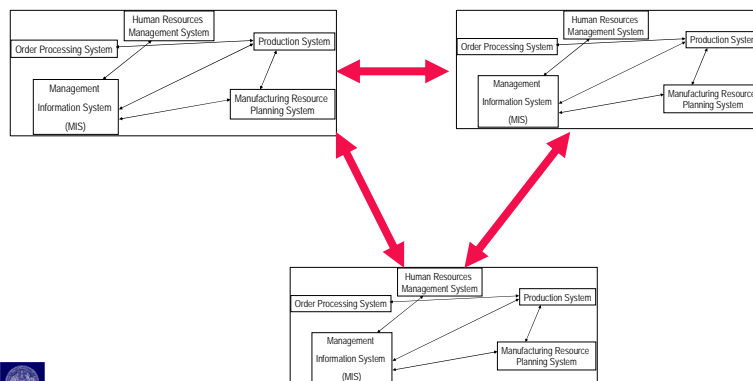 Human Resources
Management System
Order Processing System
Production System
Management
Information System
(MIS)
Manufacturing Resource
Planning System
Human Resources
Management System
Order Processing System
Production System
Management
Information System
(MIS)
Manufacturing Resource
Planning System
Human Resources
Management System
Order Processing System
Production System
Management
Information System
(MIS)
Manufacturing Resource
Planning System